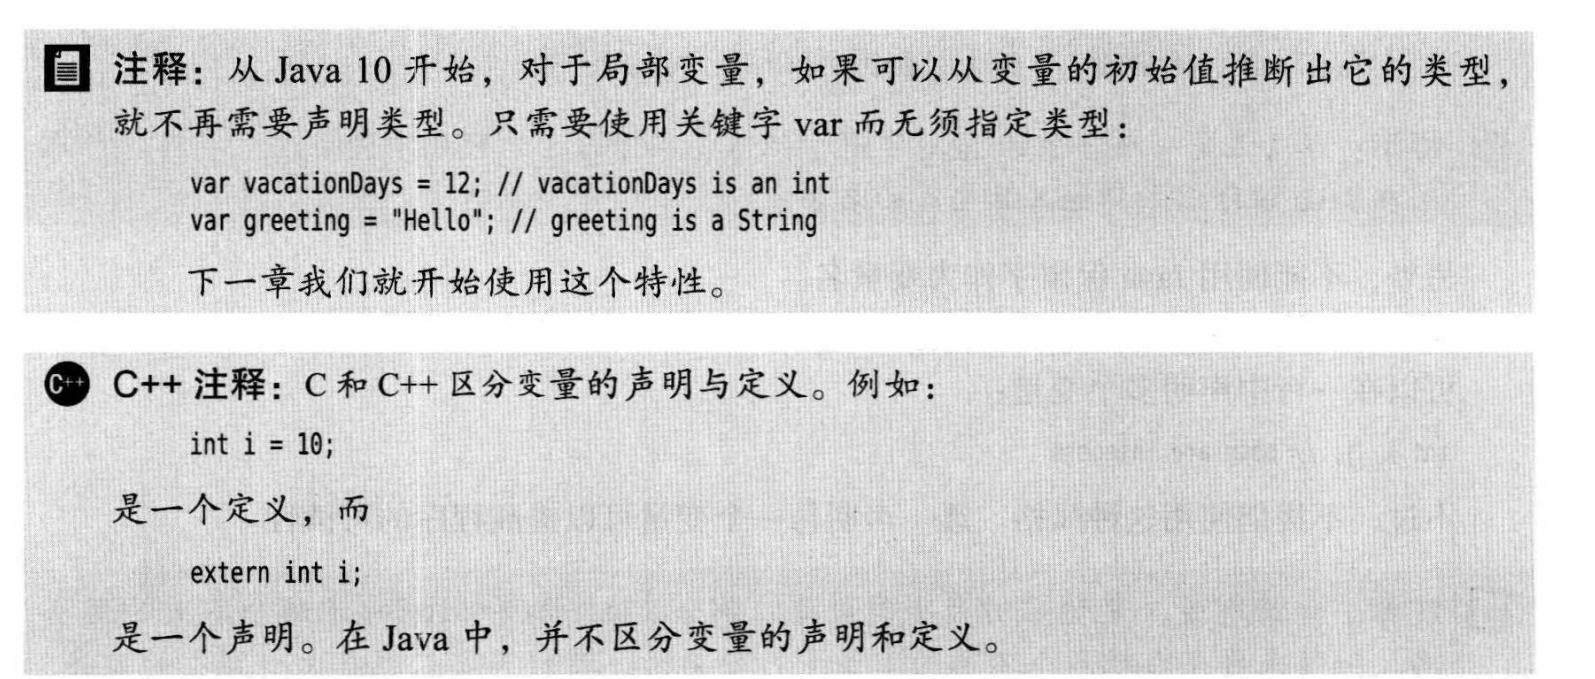 注释：从 Java 10 开始，对于局部变量，如果可以从变量的初始值推断出它的类型，
就不再需要声明类型。只需要使用关键字 var 而无须指定类型：
var vacationDays = 12; // vacationDays is an int
var greeting = "Hello"; // greeting is a String
下一章我们就开始使用这个特性。
C++ C++ 注释：C 和 C++ 区分变量的声明与定义。例如：
int i = 10;
是一个定义，而
extern int i;
是一个声明。在 Java 中，并不区分变量的声明和定义。